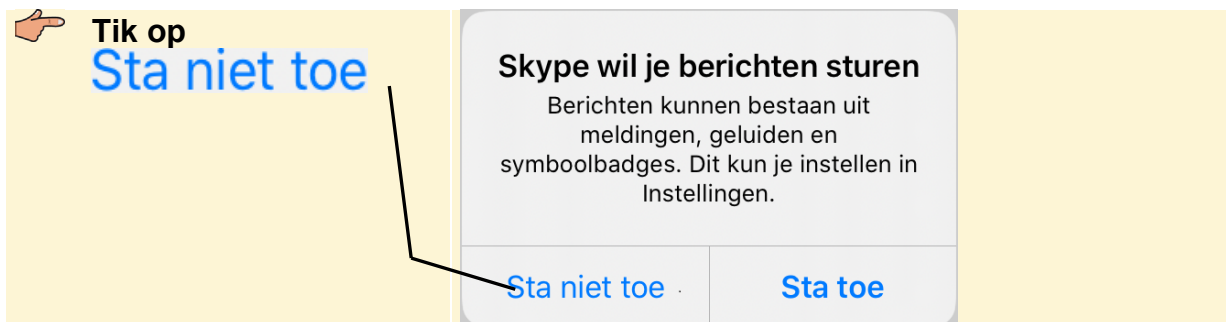 Tik op
Sta niet toe
Skype wil je berichten sturen
Berichten kunnen bestaan uit
meldingen, geluiden en
symboolbadges. Dit kun je instellen in
Instellingen.
Sta niet toe
Sta toe